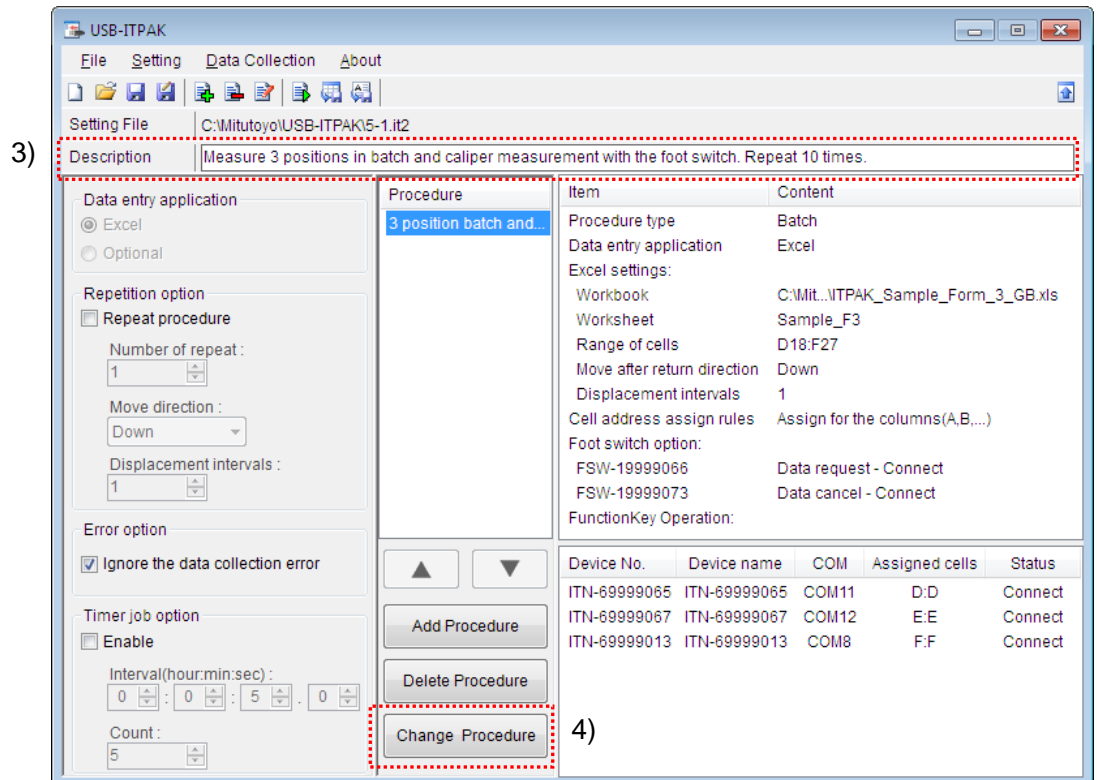 USB-ITPAK
File Setting Data Collection About
Setting File C:\Mitutoyo\USB-ITPAK\5-1.it2
3)
Description Measure 3 positions in batch and caliper measurement with the foot switch. Repeat 10 times.
Data entry application
Excel
Optional
Repetition option
Repeat procedure
Number of repeat :
1
Move direction :
Down
Displacement intervals :
1
Error option
Ignore the data collection error
Timer job option
Enable
Interval(hour:min:sec) :
0 : 0 : 5 . 0
Count :
5
Procedure
3 position batch and...
Add Procedure
Delete Procedure
Change Procedure
4)
Item Content
Procedure type Batch
Data entry application Excel
Excel settings:
Workbook C:\Mit...\ITPAK_Sample_Form_3_GB.xls
Worksheet Sample_F3
Range of cells D18:F27
Move after return direction Down
Displacement intervals 1
Cell address assign rules Assign for the columns(A,B,...)
Foot switch option:
FSW-19999066 Data request - Connect
FSW-19999073 Data cancel - Connect
FunctionKey Operation:
Device No. Device name COM Assigned cells Status
ITN-69999065 ITN-69999065 COM11 D:D Connect
ITN-69999067 ITN-69999067 COM12 E:E Connect
ITN-69999013 ITN-69999013 COM8 F:F Connect